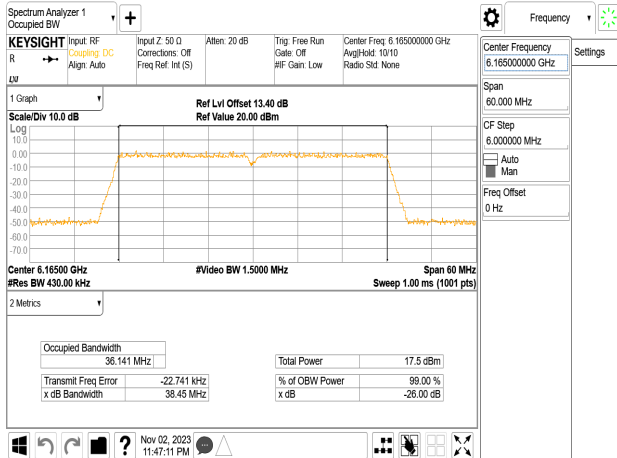 Spectrum Analyzer 1
Occupied BW
Frequency
KEYSIGHT
R
Input: RF
Coupling: DC
Align: Auto
Input Z: 50 Ω
Corrections: Off
Freq Ref: Int (S)
Atten: 20 dB
Trig: Free Run
Gate: Off
#IF Gain: Low
Center Freq: 6.165000000 GHz
Avg|Hold: 10/10
Radio Std: None
Center Frequency
6.165000000 GHz
Settings
Span
60.000 MHz
CF Step
6.000000 MHz
Auto
Man
Freq Offset
0 Hz
1 Graph
Scale/Div 10.0 dB
Ref Lvl Offset 13.40 dB
Ref Value 20.00 dBm
Log
10.0
0.00
-10.0
-20.0
-30.0
-40.0
-50.0
-60.0
-70.0
Center 6.16500 GHz
#Video BW 1.5000 MHz
Span 60 MHz
#Res BW 430.00 kHz
Sweep 1.00 ms (1001 pts)
2 Metrics
Occupied Bandwidth
36.141 MHz
Total Power 17.5 dBm
Transmit Freq Error -22.741 kHz
% of OBW Power 99.00 %
x dB Bandwidth 38.45 MHz
x dB -26.00 dB
?
Nov 02, 2023
11:47:11 PM